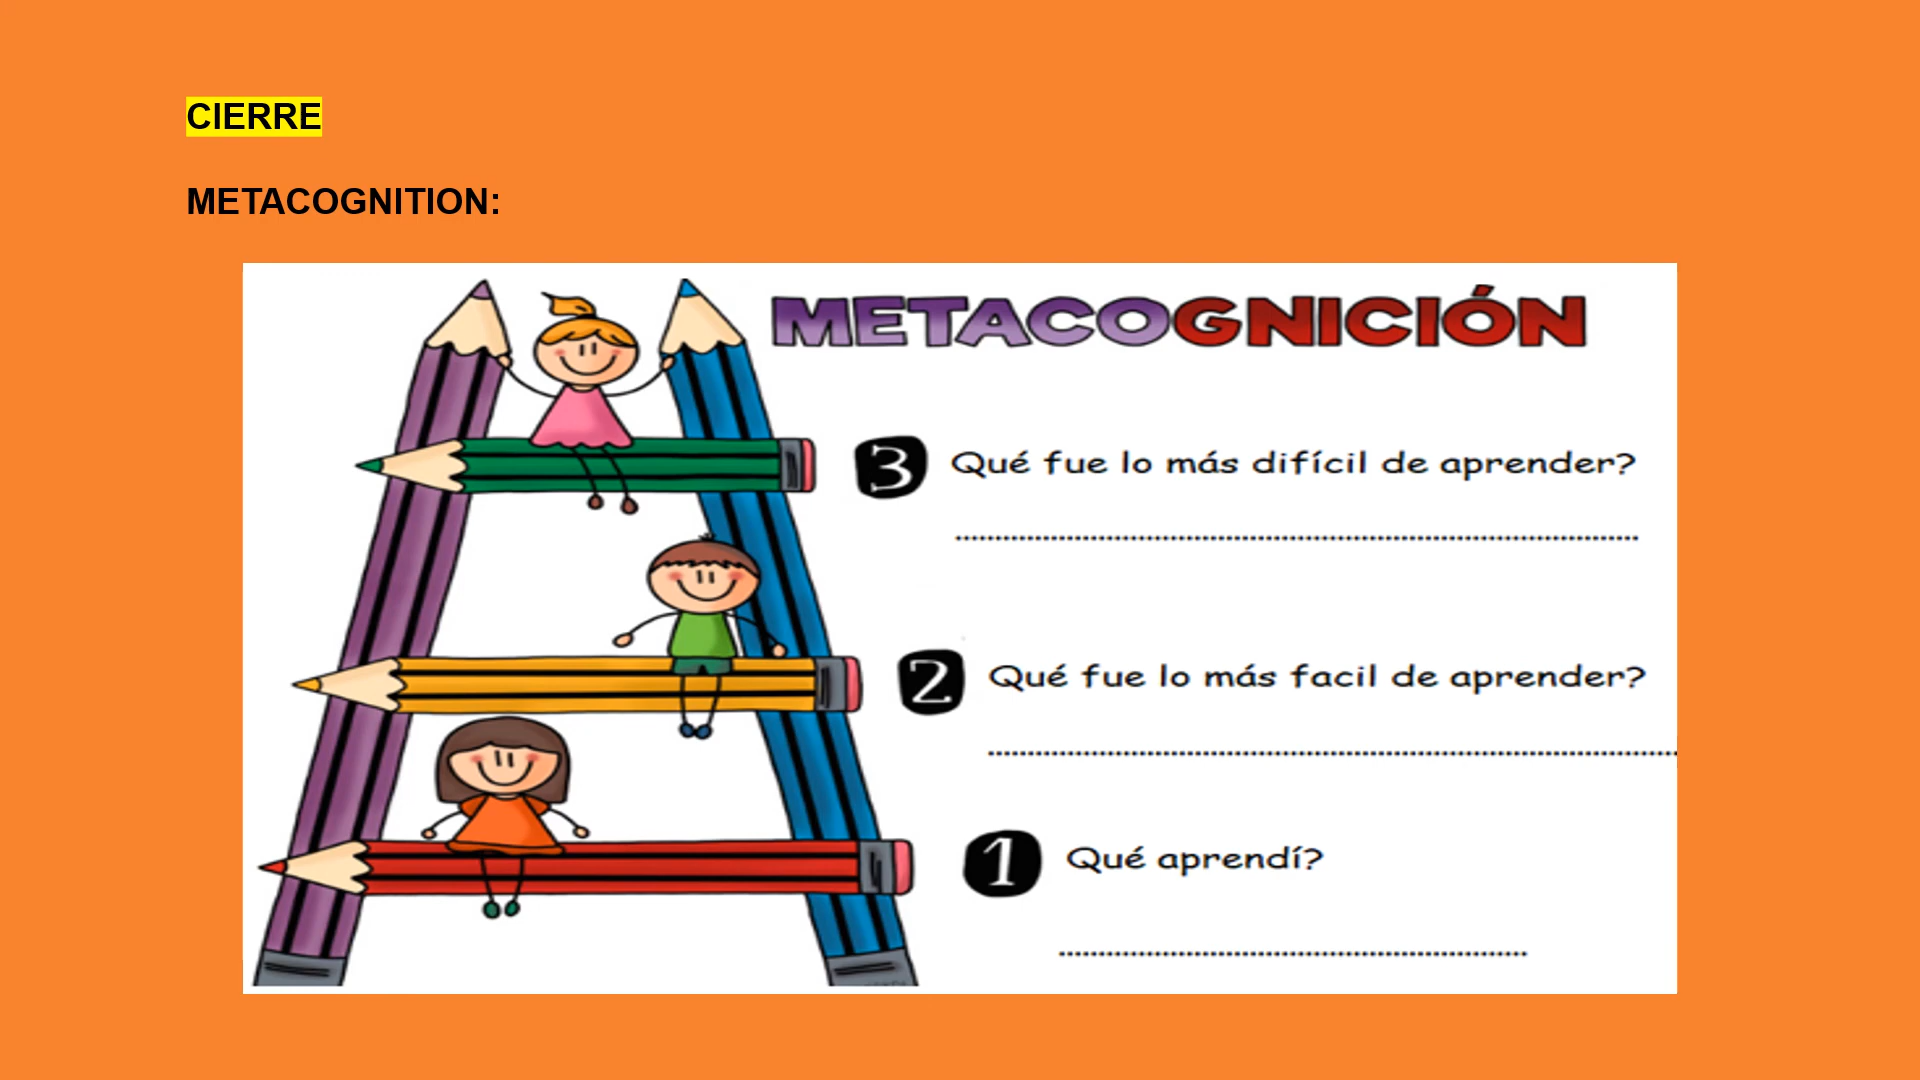 CIERRE
METACOGNITION:
METACOGNICIÓN
3 Qué fue lo más difícil de aprender?
2 Qué fue lo más facil de aprender?
1 Qué aprendí?